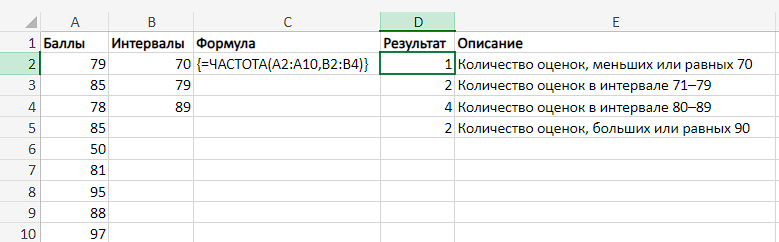 A B C D E
1 Баллы Интервалы Формула Результат Описание
2 79 70 {=ЧАСТОТА(A2:A10,B2:B4)} 1 Количество оценок, меньших или равных 70
3 85 79 2 Количество оценок в интервале 71–79
4 78 89 4 Количество оценок в интервале 80–89
5 85 2 Количество оценок, больших или равных 90
6 50
7 81
8 95
9 88
10 97